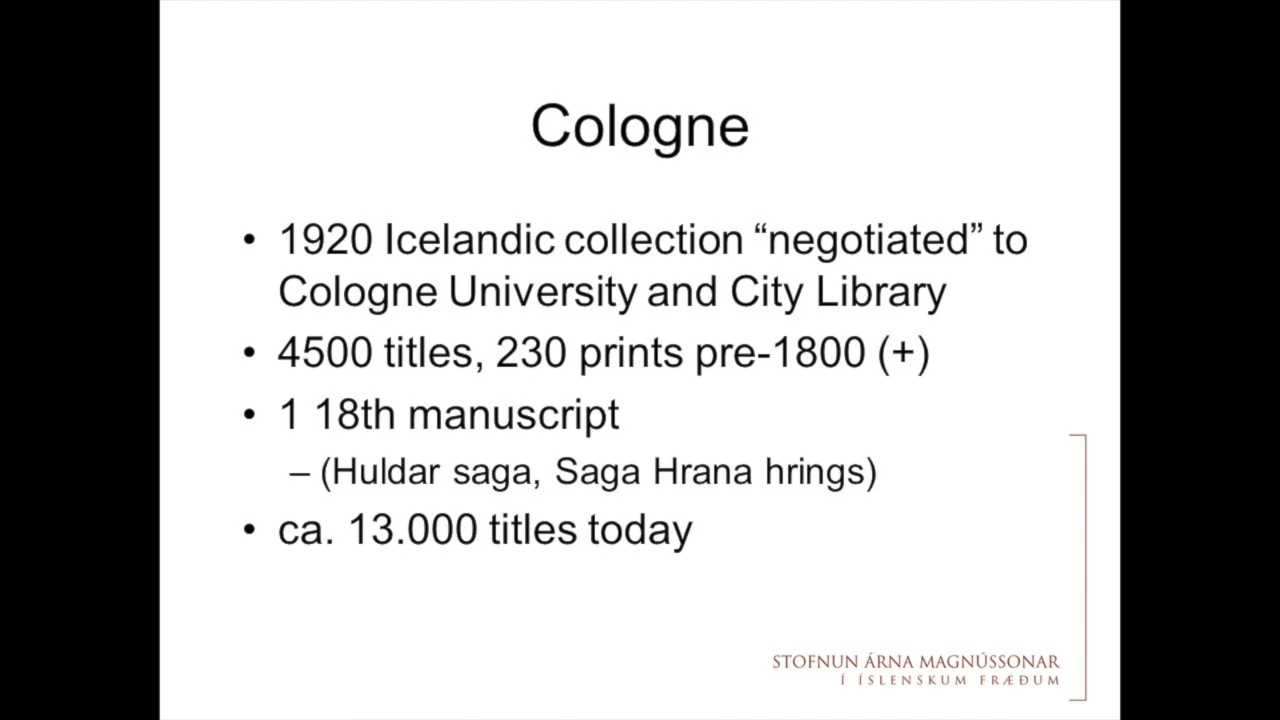 Cologne
• 1920 Icelandic collection “negotiated” to
Cologne University and City Library
• 4500 titles, 230 prints pre-1800 (+)
• 1 18th manuscript
– (Huldar saga, Saga Hrana hrings)
• ca. 13.000 titles today
STOFNUN ÁRNA MAGNÚSSONAR
Í ÍSLENSKUM FRÆÐUM